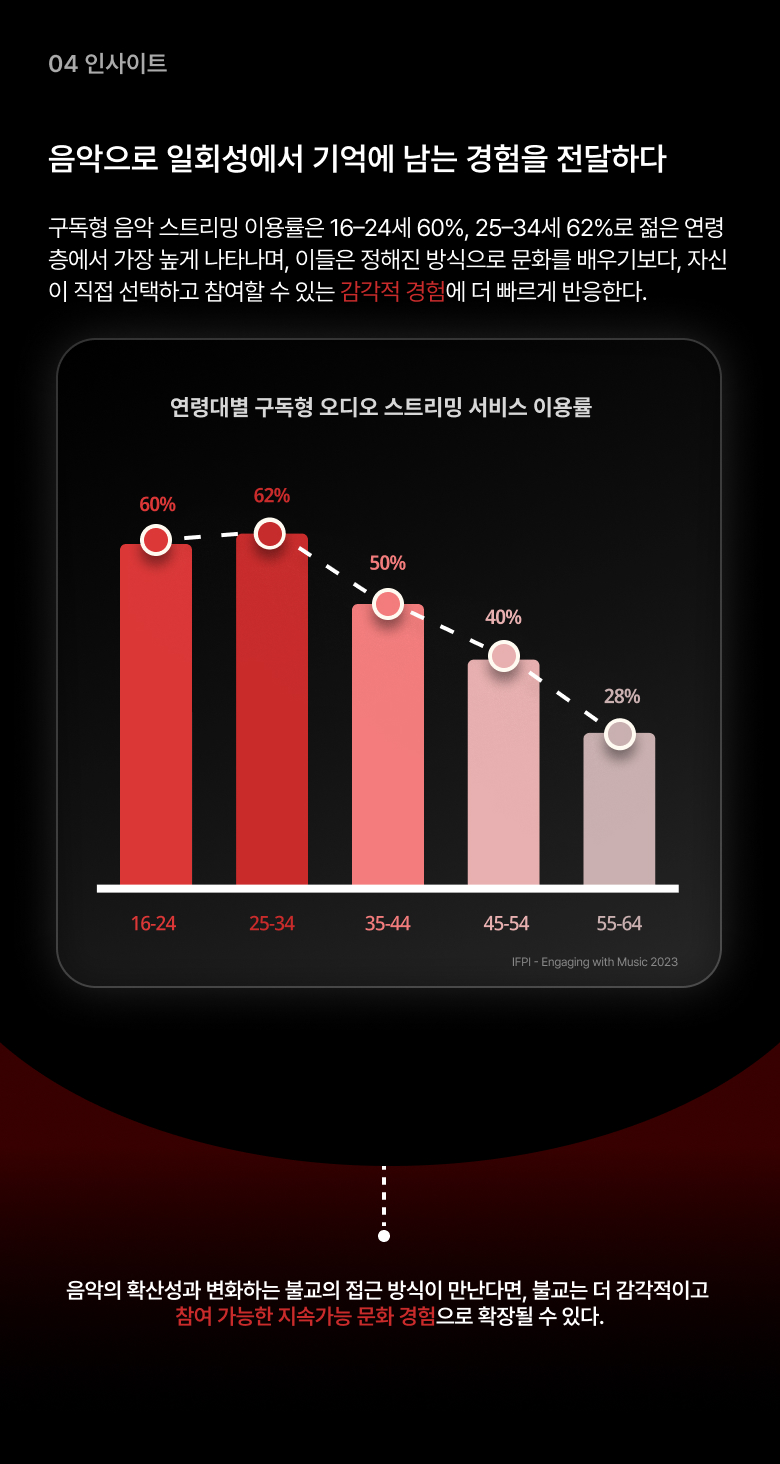 04 인사이트
음악으로 일회성에서 기억에 남는 경험을 전달하다
구독형 음악 스트리밍 이용률은 16–24세 60%, 25–34세 62%로 젊은 연령
층에서 가장 높게 나타나며, 이들은 정해진 방식으로 문화를 배우기보다, 자신
이 직접 선택하고 참여할 수 있는 감각적 경험에 더 빠르게 반응한다.
연령대별 구독형 오디오 스트리밍 서비스 이용률
60%
62%
50%
40%
28%
16-24
25-34
35-44
45-54
55-64
IFPI - Engaging with Music 2023
음악의 확산성과 변화하는 불교의 접근 방식이 만난다면, 불교는 더 감각적이고
참여 가능한 지속가능 문화 경험으로 확장될 수 있다.